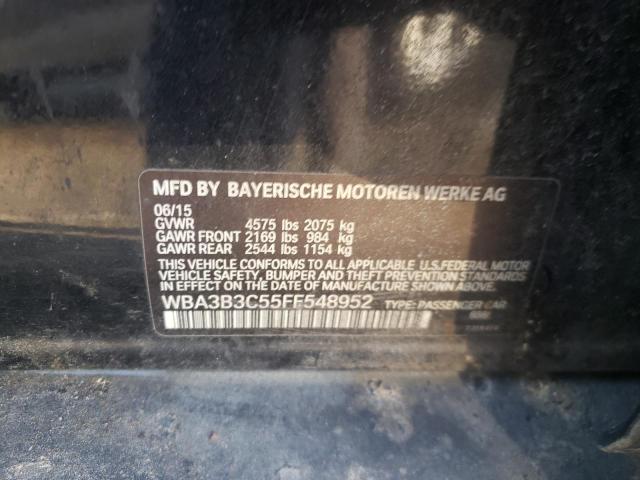 MFD BY BAYERISCHE MOTOREN WERKE AG
06/15
GVWR 4575 lbs 2075 kg
GAWR FRONT 2169 lbs 984 kg
GAWR REAR 2544 lbs 1154 kg
THIS VEHICLE CONFORMS TO ALL APPLICABLE U.S.FEDERAL MOTOR
VEHICLE SAFETY, BUMPER AND THEFT PREVENTION STANDARDS
IN EFFECT ON THE DATE OF MANUFACTURE SHOWN ABOVE.
WBA3B3C55FF548952 TYPE: PASSENGER CAR